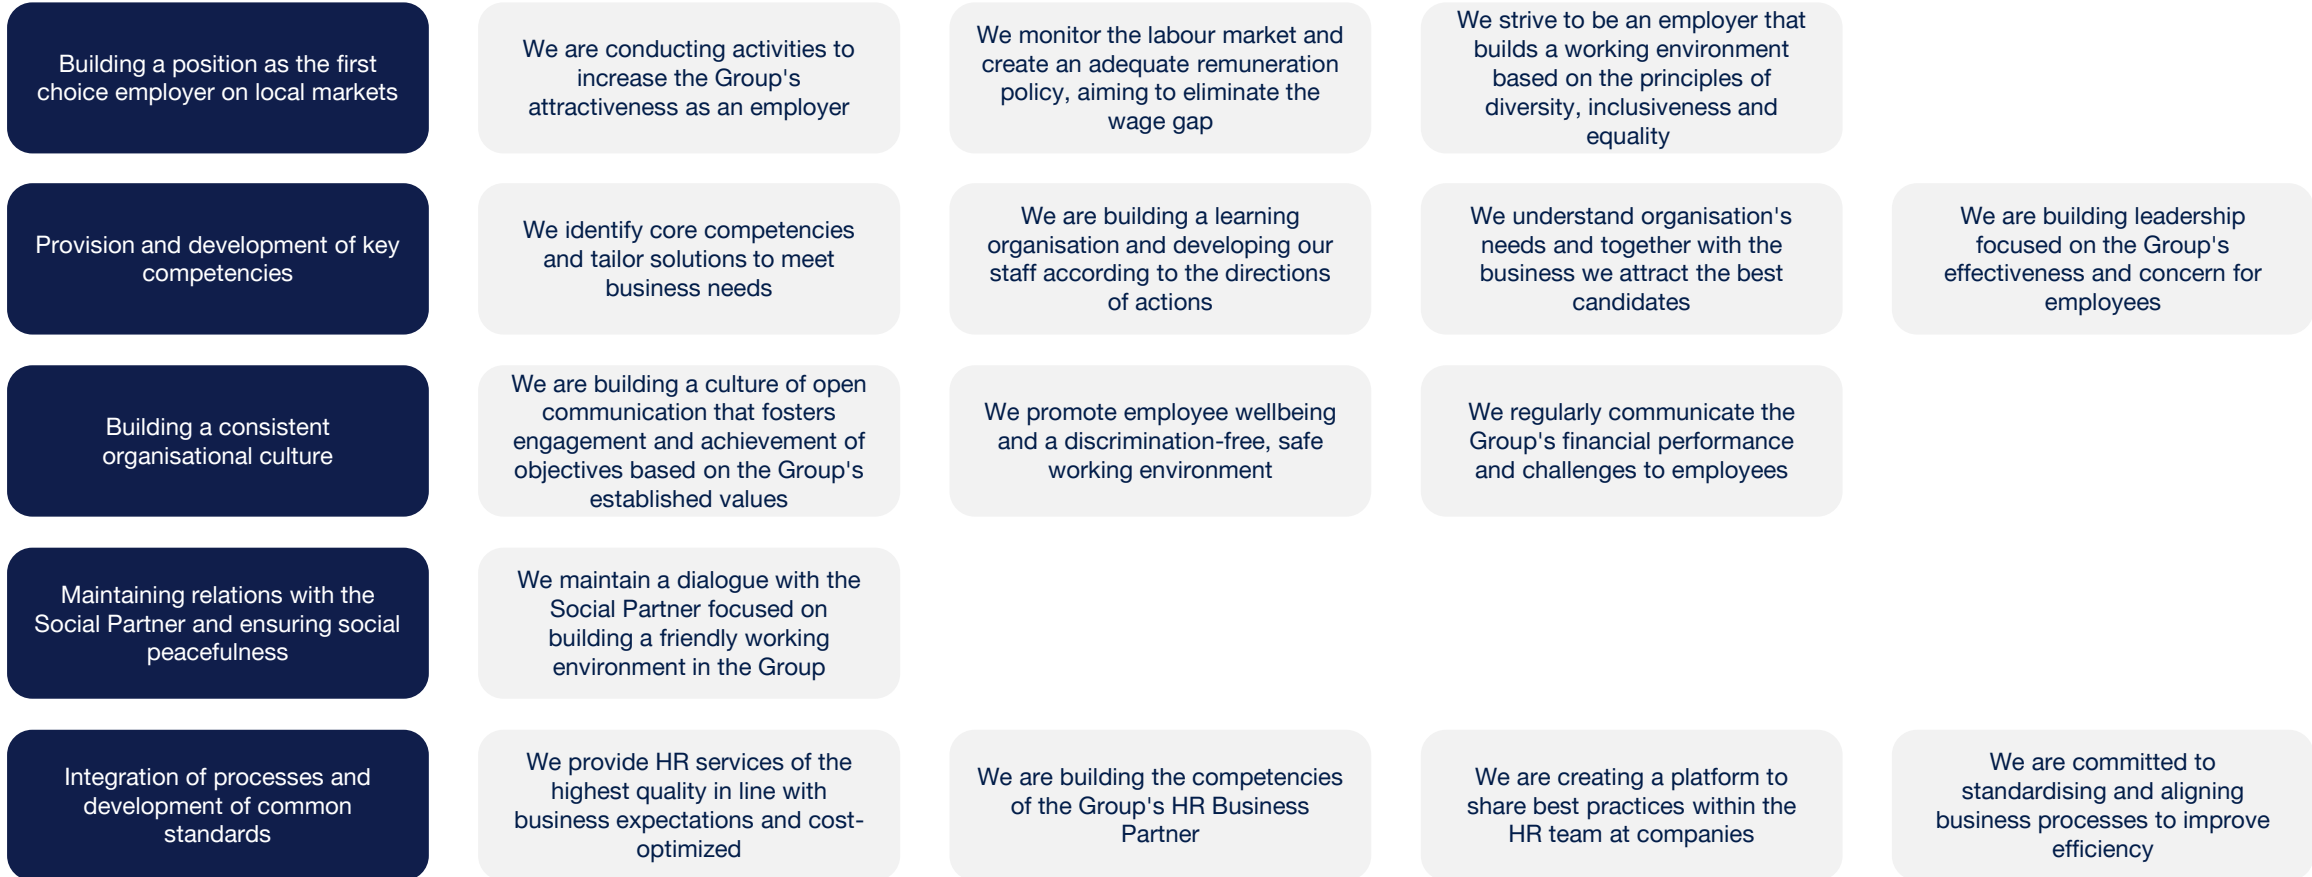 Building a position as the first
choice employer on local markets
We are conducting activities to
increase the Group's
attractiveness as an employer
We monitor the labour market and
create an adequate remuneration
policy, aiming to eliminate the
wage gap
We strive to be an employer that
builds a working environment
based on the principles of
diversity, inclusiveness and
equality
Provision and development of key
competencies
We identify core competencies
and tailor solutions to meet
business needs
We are building a learning
organisation and developing our
staff according to the directions
of actions
We understand organisation's
needs and together with the
business we attract the best
candidates
We are building leadership
focused on the Group's
effectiveness and concern for
employees
Building a consistent
organisational culture
We are building a culture of open
communication that fosters
engagement and achievement of
objectives based on the Group's
established values
We promote employee wellbeing
and a discrimination-free, safe
working environment
We regularly communicate the
Group's financial performance
and challenges to employees
Maintaining relations with the
Social Partner and ensuring social
peacefulness
We maintain a dialogue with the
Social Partner focused on
building a friendly working
environment in the Group
Integration of processes and
development of common
standards
We provide HR services of the
highest quality in line with
business expectations and cost-
optimized
We are building the competencies
of the Group's HR Business
Partner
We are creating a platform to
share best practices within the
HR team at companies
We are committed to
standardising and aligning
business processes to improve
efficiency